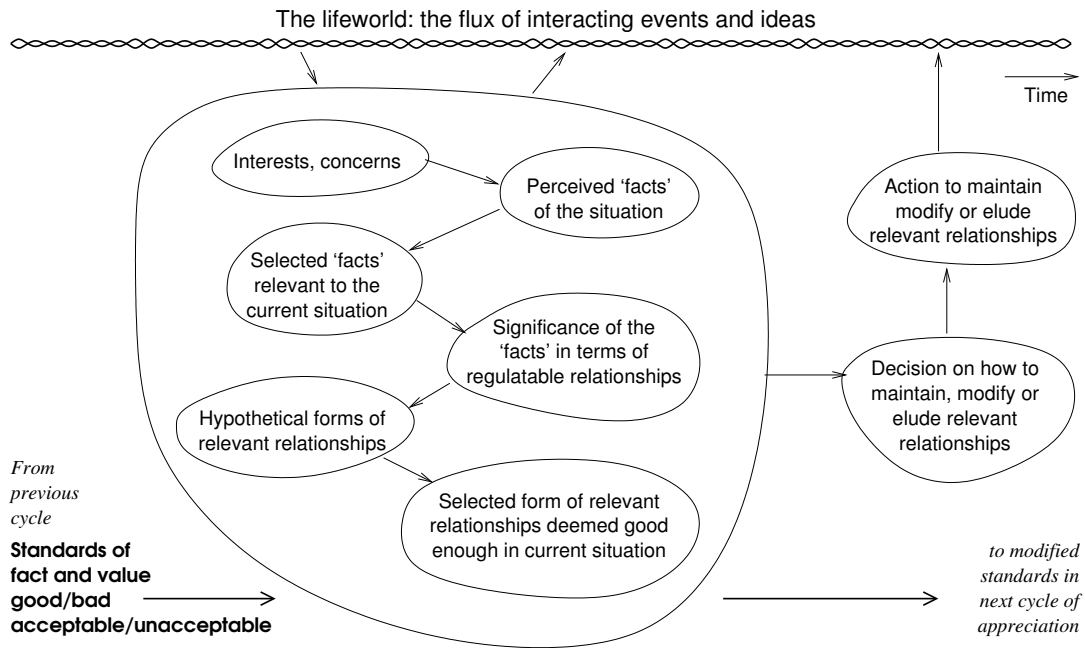 The lifeworld: the flux of interacting events and ideas
Time
Interests, concerns
Perceived ‘facts’
of the situation
Selected ‘facts’
relevant to the
current situation
Significance of the
‘facts’ in terms of
regulatable relationships
Hypothetical forms of
relevant relationships
Selected form of relevant
relationships deemed good
enough in current situation
Action to maintain
modify or elude
relevant relationships
Decision on how to
maintain, modify or
elude relevant
relationships
From
previous
cycle
Standards of
fact and value
good/bad
acceptable/unacceptable
to modified
standards in
next cycle of
appreciation